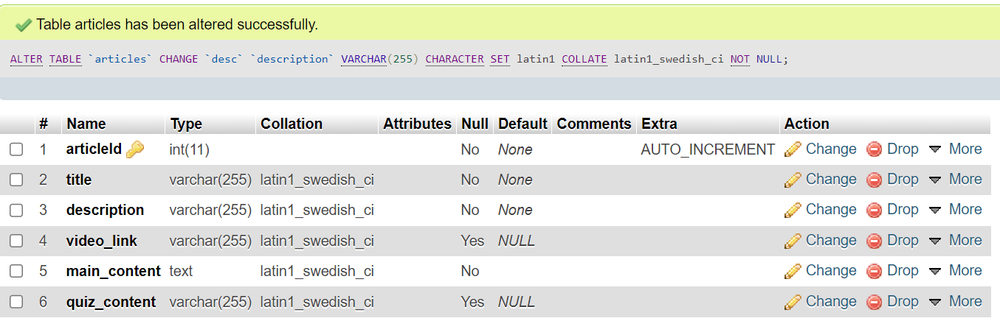 Table articles has been altered successfully.
ALTER TABLE `articles` CHANGE `desc` `description` VARCHAR(255) CHARACTER SET latin1 COLLATE latin1_swedish_ci NOT NULL;
# Name Type Collation Attributes Null Default Comments Extra Action
1 articleId int(11) No None AUTO_INCREMENT Change Drop More
2 title varchar(255) latin1_swedish_ci No None Change Drop More
3 description varchar(255) latin1_swedish_ci No None Change Drop More
4 video_link varchar(255) latin1_swedish_ci Yes NULL Change Drop More
5 main_content text latin1_swedish_ci No Change Drop More
6 quiz_content varchar(255) latin1_swedish_ci Yes NULL Change Drop More